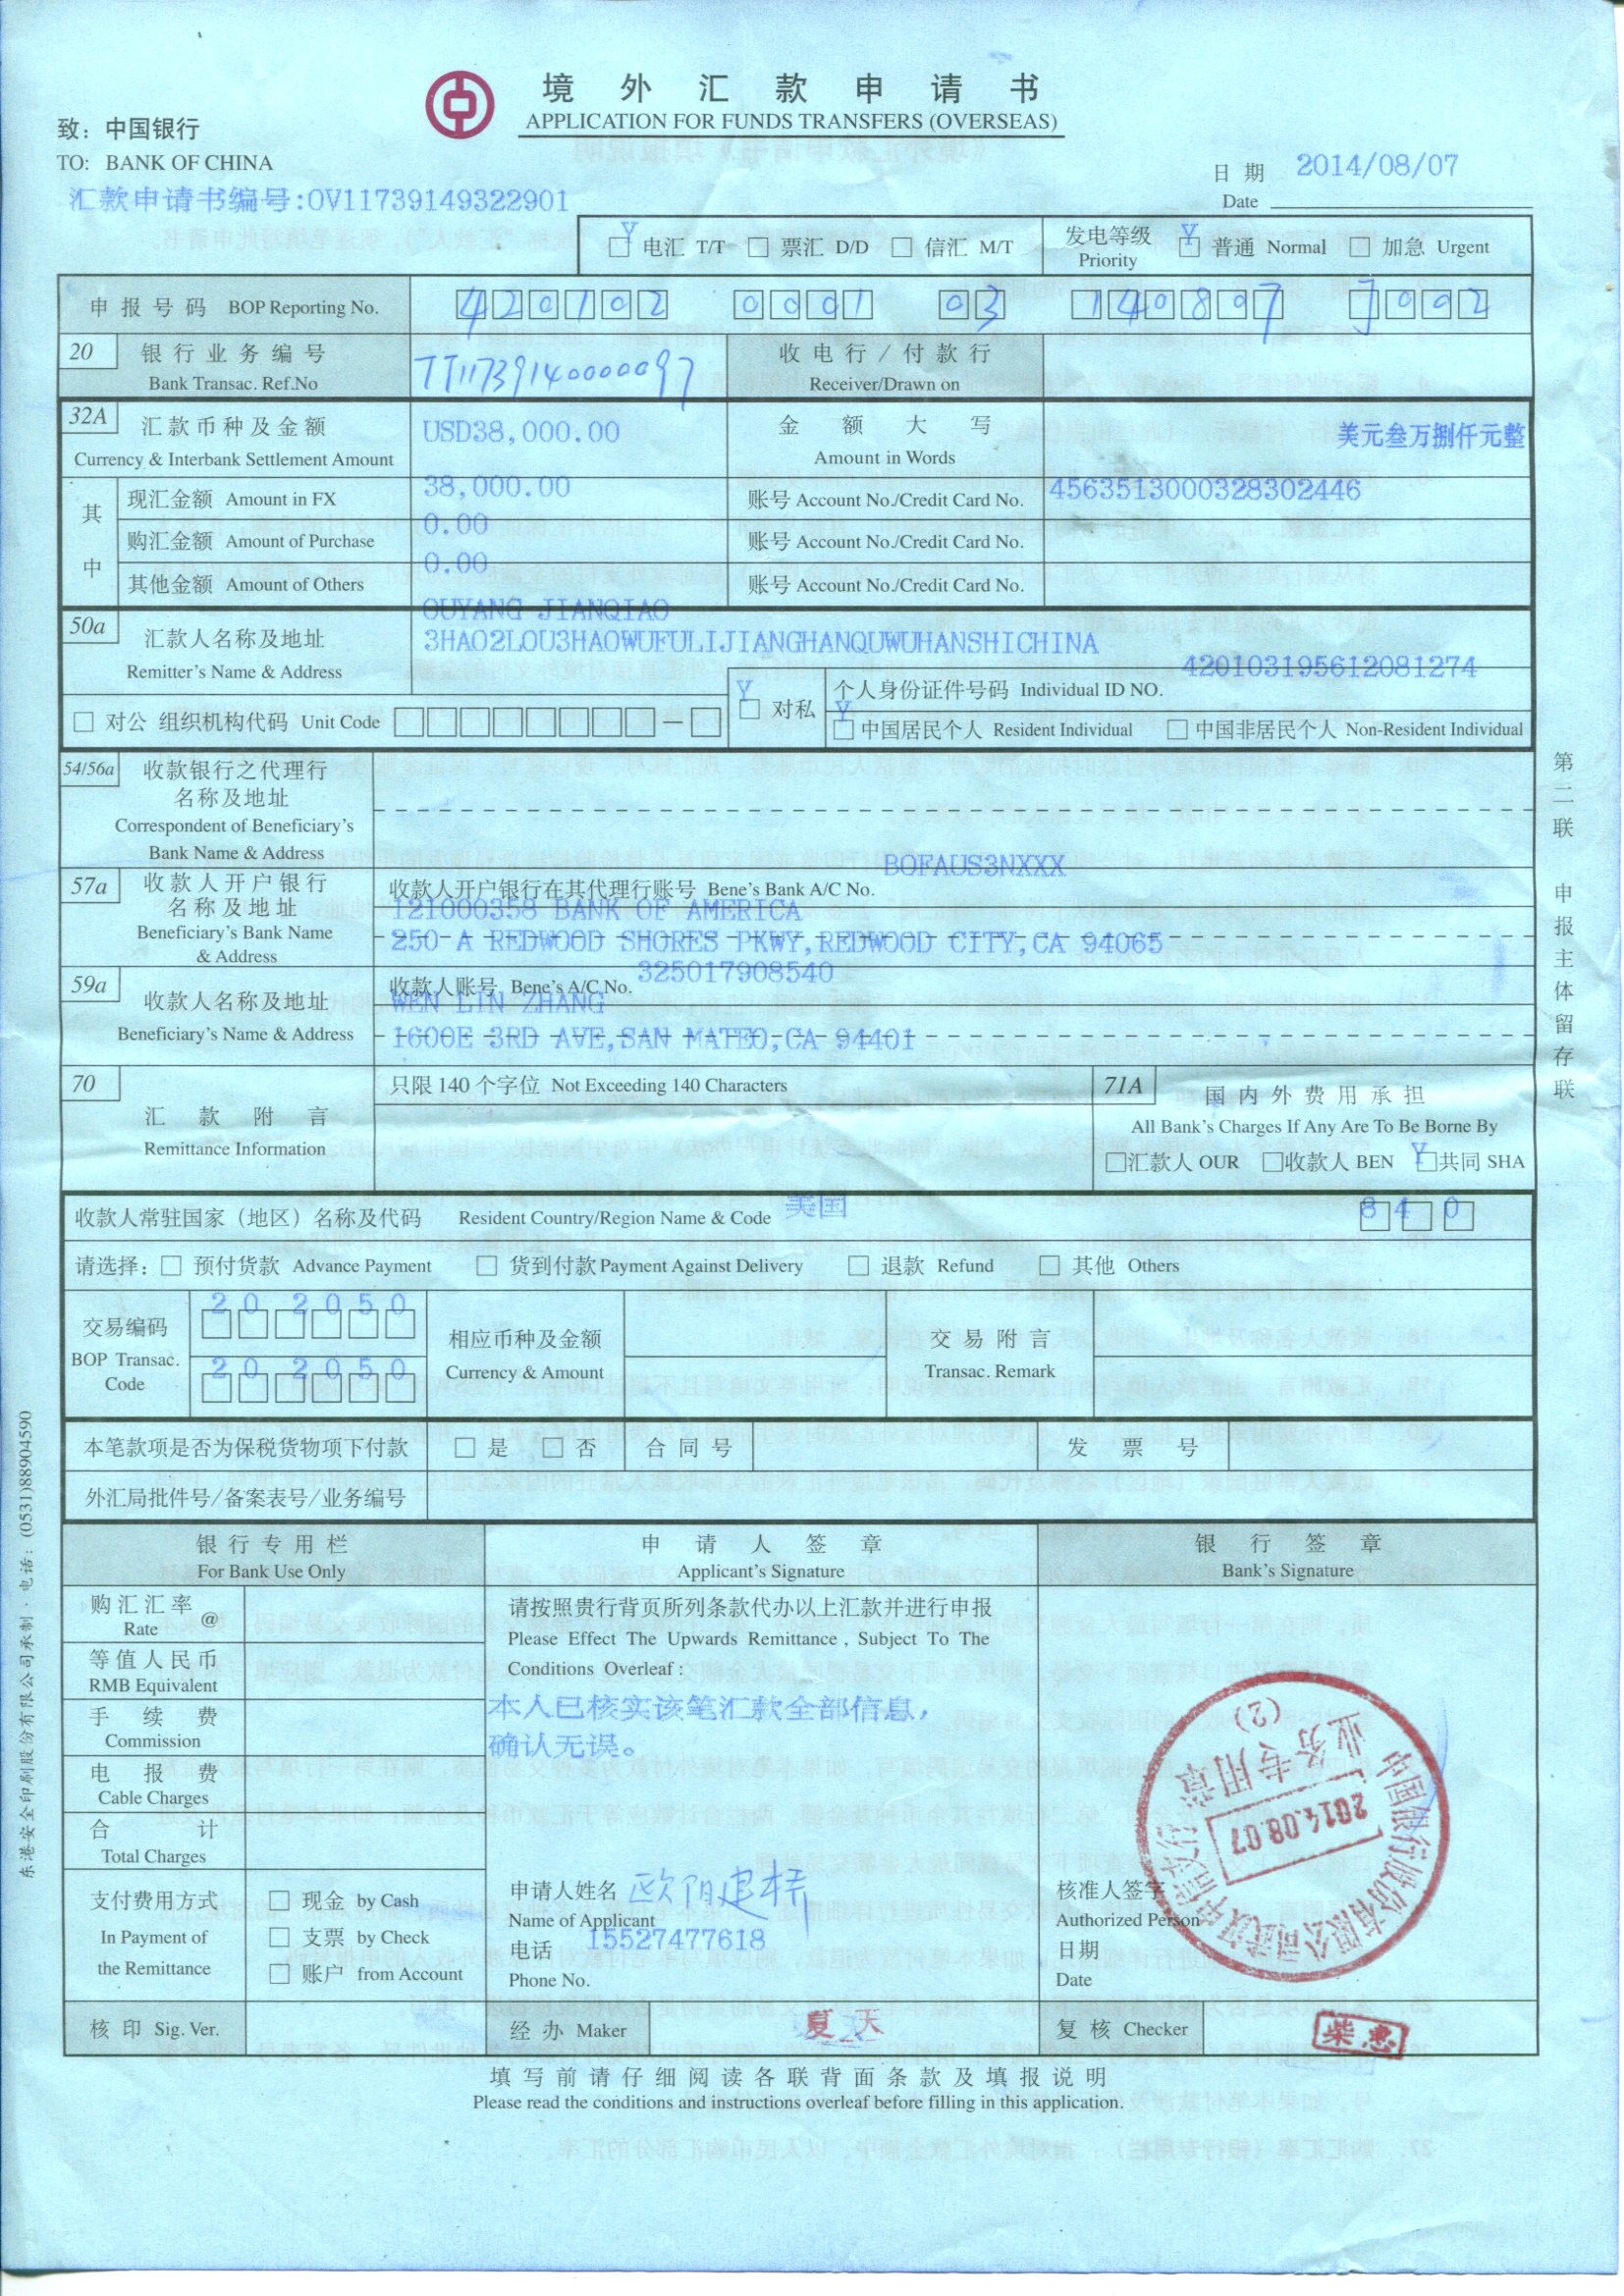 境外汇款申请书
APPLICATION FOR FUNDS TRANSFERS (OVERSEAS)
致：中国银行
TO: BANK OF CHINA
汇款申请书编号:OV11739149322901
日期 2014/08/07
Date
Y
□ 电汇 T/T □ 票汇 D/D □ 信汇 M/T
发电等级
Priority
Y
□ 普通 Normal □ 加急 Urgent
申报号码 BOP Reporting No. 420102 0001 03 140807 J002
20 银行业务编号
Bank Transac. Ref.No
TT11739140000097
收电行/付款行
Receiver/Drawn on
32A 汇款币种及金额
Currency & Interbank Settlement Amount
USD38,000.00
金额大写
Amount in Words
美元叁万捌仟元整
其中
现汇金额 Amount in FX 38,000.00 账号 Account No./Credit Card No. 4563513000328302446
购汇金额 Amount of Purchase 0.00 账号 Account No./Credit Card No.
其他金额 Amount of Others 0.00 账号 Account No./Credit Card No.
50a 汇款人名称及地址
Remitter's Name & Address
OUYANG JIANQIAO
3HAO2LOU3HAOWUFULIJIANGHANQUWUHANSHICHINA
□ 对公 组织机构代码 Unit Code
Y
□ 对私
420103195612081274
个人身份证件号码 Individual ID NO.
Y
□ 中国居民个人 Resident Individual □ 中国非居民个人 Non-Resident Individual
54/56a 收款银行之代理行
名称及地址
Correspondent of Beneficiary's
Bank Name & Address
57a 收款人开户银行
名称及地址
Beneficiary's Bank Name
& Address
BOFAUS3NXXX
收款人开户银行在其代理行账号 Bene's Bank A/C No.
121000358 BANK OF AMERICA
250 A REDWOOD SHORES PKWY,REDWOOD CITY,CA 94065
59a 收款人名称及地址
Beneficiary's Name & Address
325017908540
收款人账号 Bene's A/C No.
WEN LIN ZHANG
1600E 3RD AVE,SAN MATEO,CA 94401
70 汇款附言
Remittance Information
只限140个字位 Not Exceeding 140 Characters
71A 国内外费用承担
All Bank's Charges If Any Are To Be Borne By
□汇款人 OUR □收款人 BEN Y □共同 SHA
收款人常驻国家（地区）名称及代码 Resident Country/Region Name & Code 美国 840
请选择：□ 预付货款 Advance Payment □ 货到付款 Payment Against Delivery □ 退款 Refund □ 其他 Others
交易编码
BOP Transac.
Code
202050
202050
相应币种及金额
Currency & Amount
交易附言
Transac. Remark
本笔款项是否为保税货物项下付款 □ 是 □ 否 合同号 发票号
外汇局批件号/备案表号/业务编号
银行专用栏
For Bank Use Only
申请人签章
Applicant's Signature
银行签章
Bank's Signature
购汇汇率 @
Rate
等值人民币
RMB Equivalent
手续费
Commission
电报费
Cable Charges
合计
Total Charges
支付费用方式
In Payment of
the Remittance
□ 现金 by Cash
□ 支票 by Check
□ 账户 from Account
请按照贵行背页所列条款代办以上汇款并进行申报
Please Effect The Upwards Remittance, Subject To The
Conditions Overleaf:
本人已核实该笔汇款全部信息，
确认无误。
申请人姓名 欧阳建桥
Name of Applicant
电话 15527477618
Phone No.
业务专用章
(2)
2014.08.07
核准人签字
Authorized Person
日期
Date
核印 Sig. Ver.
经办 Maker 夏天
复核 Checker
填写前请仔细阅读各联背面条款及填报说明
Please read the conditions and instructions overleaf before filling in this application.
第二联 申报主体留存联
东港安全印刷股份有限公司承制·电话：(0531)88904590